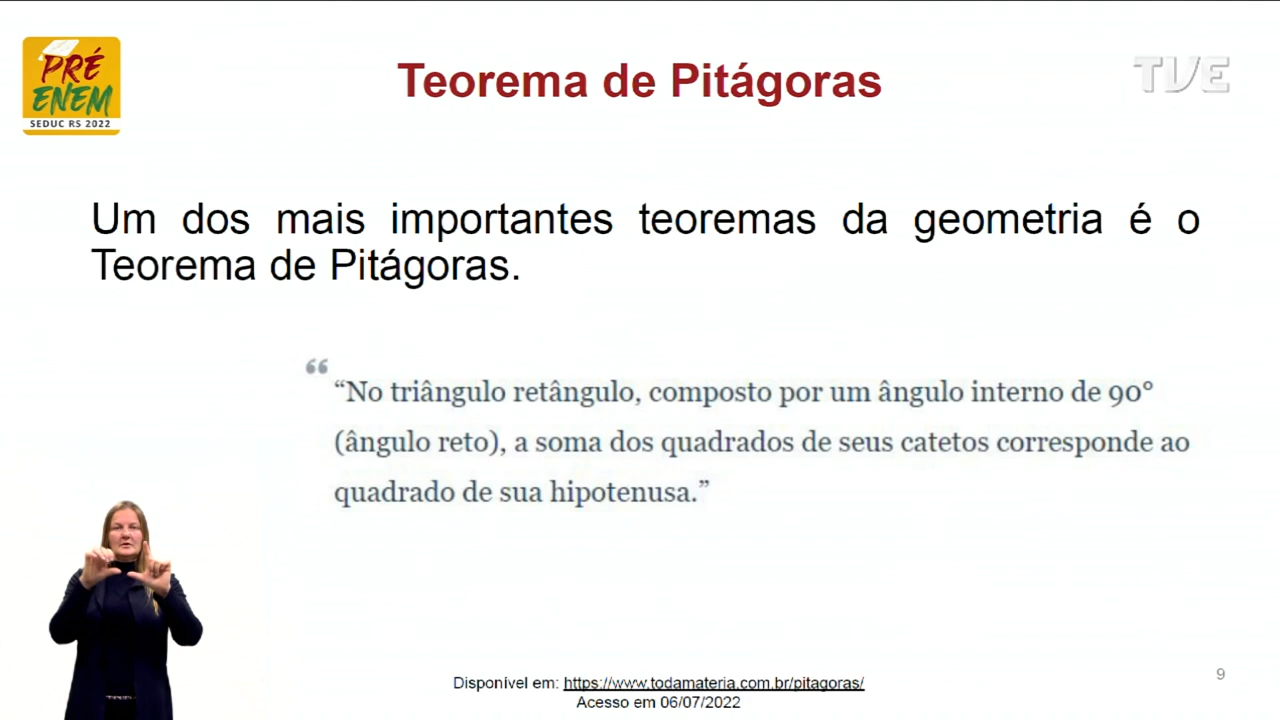 PRÉ
ENEM
SEDUC RS 2022
Teorema de Pitágoras
TVE
Um dos mais importantes teoremas da geometria é o
Teorema de Pitágoras.
“
“No triângulo retângulo, composto por um ângulo interno de 90°
(ângulo reto), a soma dos quadrados de seus catetos corresponde ao
quadrado de sua hipotenusa.”
Disponível em: https://www.todamateria.com.br/pitagoras/
Acesso em 06/07/2022
9